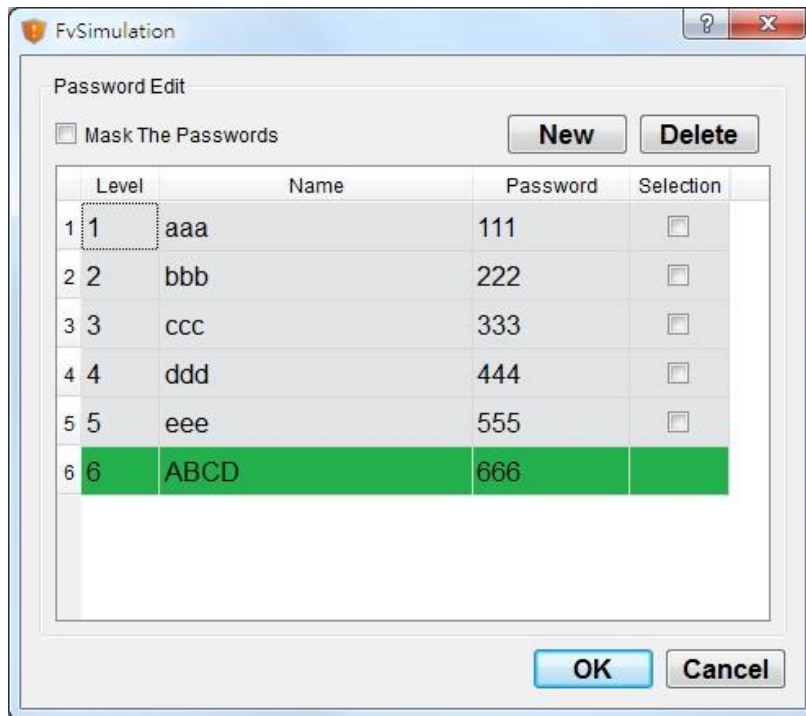 FvSimulation
Password Edit
Mask The Passwords New Delete
Level Name Password Selection
1 1 aaa 111
2 2 bbb 222
3 3 ccc 333
4 4 ddd 444
5 5 eee 555
6 6 ABCD 666
OK Cancel